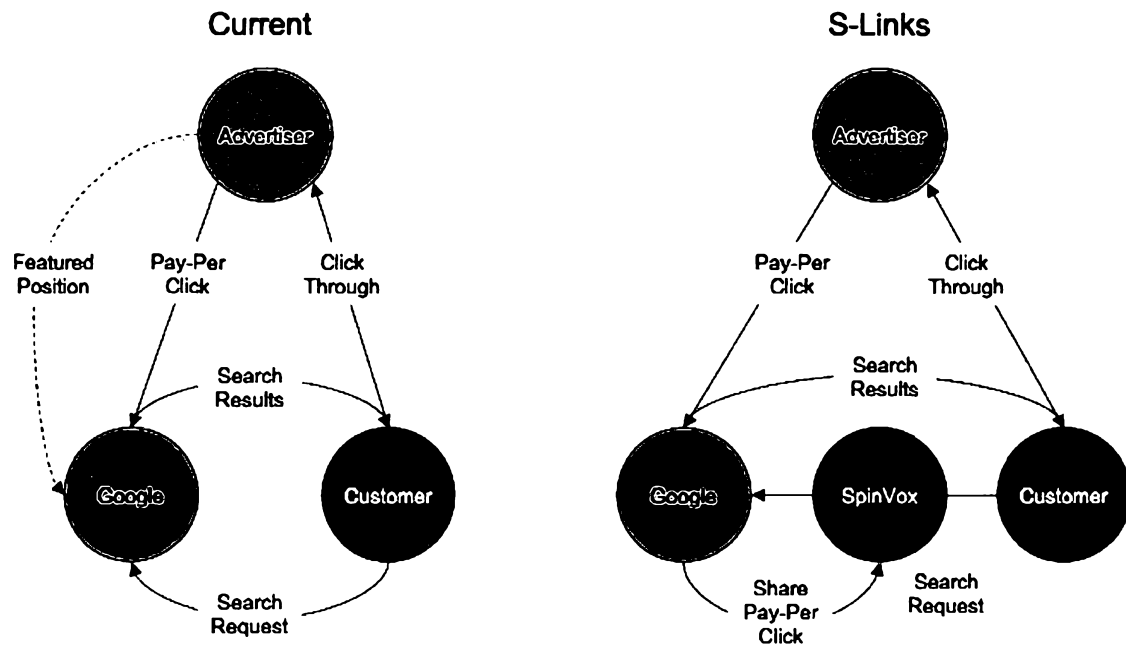 Current
Advertiser
Featured
Position
Pay-Per
Click
Click
Through
Search
Results
Google
Customer
Search
Request
S-Links
Advertiser
Pay-Per
Click
Click
Through
Search
Results
Google
SpinVox
Customer
Share
Pay-Per
Click
Search
Request